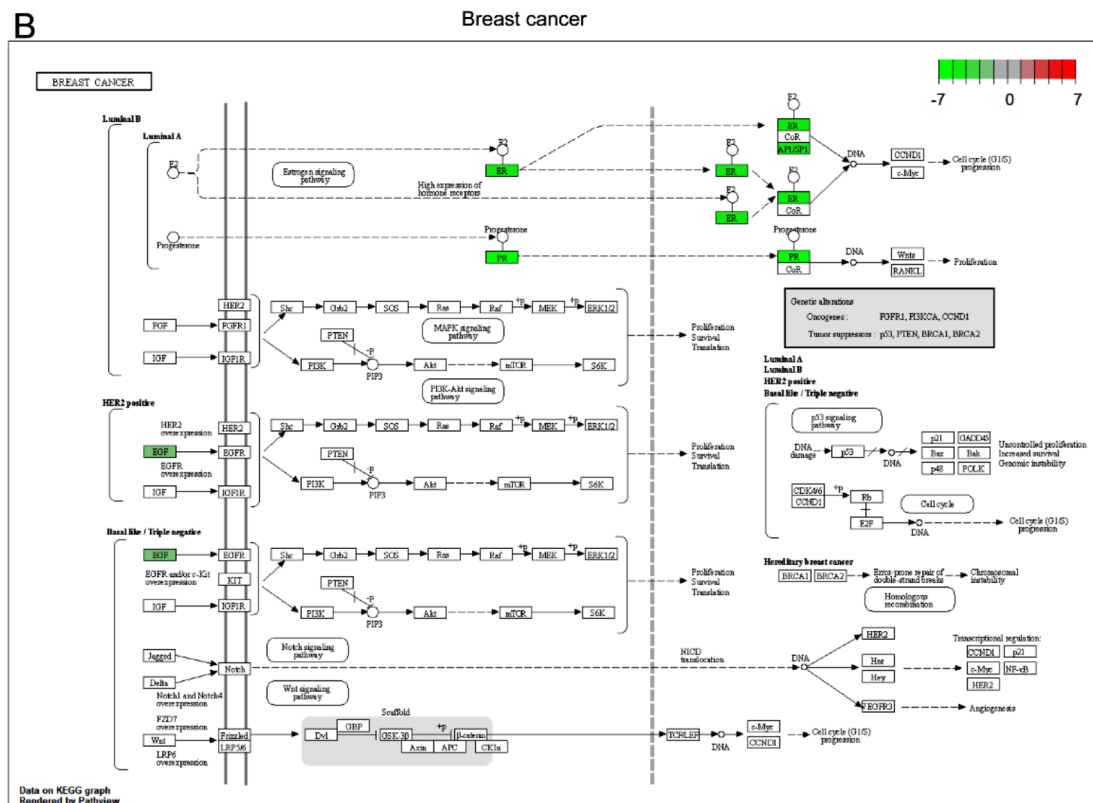 B
Breast cancer
BREAST CANCER
-7 0 7
Luminal B
Luminal A
E2
E2
E2
E2
E2
E2
ER
ER
CoR
AP1/SP1
ER
ER
ER
CoR
DNA
CCND1
c-Myc
Cell cycle (G1/S)
progression
Estrogen signaling
pathway
High expression of
hormone receptors
Progesterone
Progesterone
Progesterone
PR
PR
CoR
DNA
Wnts
RANKL
Proliferation
HER2
FGF
FGFR1
IGF
IGF1R
Shc
Grb2
SOS
Ras
Raf
+p
MEK
+p
ERK1/2
MAPK signaling
pathway
PTEN
-p
PI3K
PIP3
Akt
mTOR
S6K
PI3K-Akt signaling
pathway
Proliferation
Survival
Translation
Genetic alterations
Oncogenes : FGFR1, PI3KCA, CCND1
Tumor suppressors : p53, PTEN, BRCA1, BRCA2
HER2 positive
HER2
overexpression
HER2
EGF
EGFR
EGFR
overexpression
IGF
IGF1R
Shc
Grb2
SOS
Ras
Raf
+p
MEK
+p
ERK1/2
PTEN
-p
PI3K
PIP3
Akt
mTOR
S6K
Proliferation
Survival
Translation
Luminal A
Luminal B
HER2 positive
Basal like / Triple negative
p53 signaling
pathway
DNA
damage
p53
DNA
p21
GADD45
Bax
Bak
p48
POLK
Uncontrolled proliferation
Increased survival
Genomic instability
CDK4/6
CCND1
+p
Rb
E2F
Cell cycle
DNA
Cell cycle (G1/S)
progression
Basal like / Triple negative
EGF
EGFR
EGFR and/or c-Kit
overexpression
KIT
IGF
IGF1R
Shc
Grb2
SOS
Ras
Raf
+p
MEK
+p
ERK1/2
PTEN
-p
PI3K
PIP3
Akt
mTOR
S6K
Proliferation
Survival
Translation
Hereditary breast cancer
BRCA1
BRCA2
Error-prone repair of
double-strand breaks
Chromosomal
instability
Homologous
recombination
Jagged
Delta
Notch
Notch1 and Notch4
overexpression
Notch signaling
pathway
NICD
translocation
DNA
HER2
Hes
Hey
VEGFR3
Transcriptional regulation:
CCND1
p21
c-Myc
NF-κB
HER2
Angiogenesis
Wnt signaling
pathway
FZD7
overexpression
Wnt
LRP6
overexpression
Frizzled
LRP5/6
Scaffold
Dvl
GBP
GSK-3β
+p
β-catenin
Axin
APC
CK1α
TCF/LEF
DNA
c-Myc
CCND1
Cell cycle (G1/S)
progression
Data on KEGG graph
Rendered by Pathview